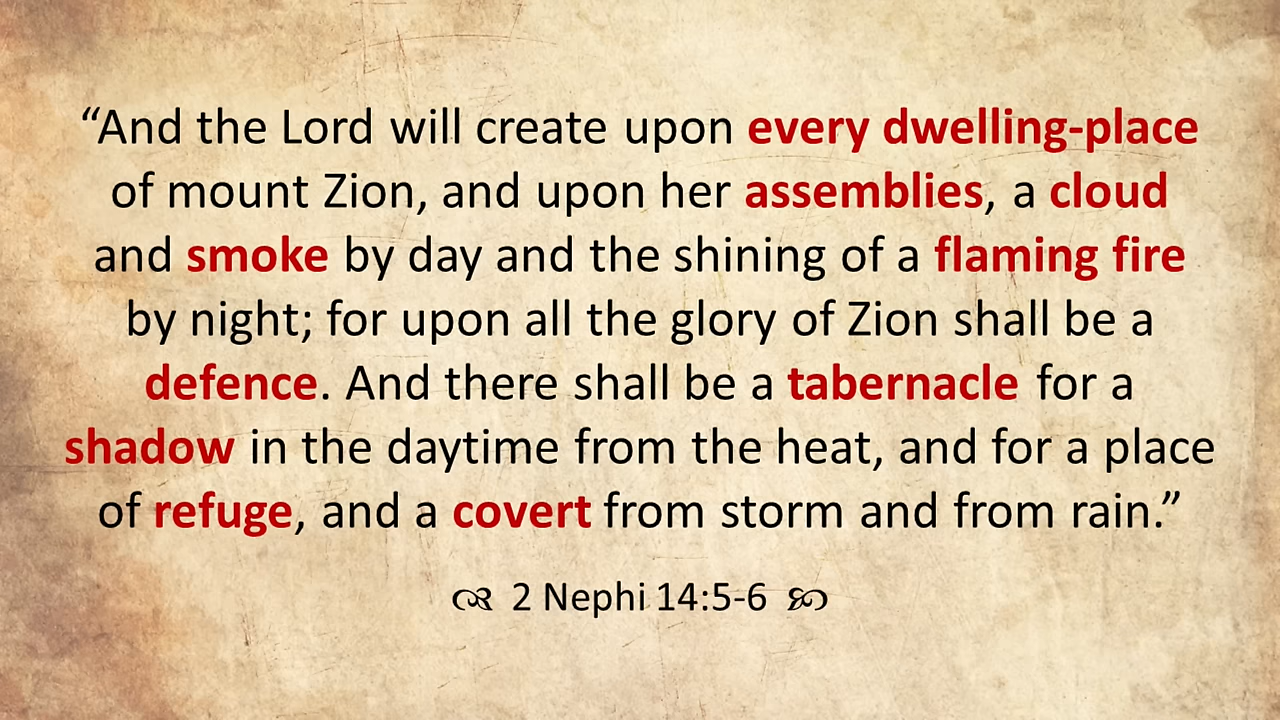 “And the Lord will create upon every dwelling-place
of mount Zion, and upon her assemblies, a cloud
and smoke by day and the shining of a flaming fire
by night; for upon all the glory of Zion shall be a
defence. And there shall be a tabernacle for a
shadow in the daytime from the heat, and for a place
of refuge, and a covert from storm and from rain.”
2 Nephi 14:5-6